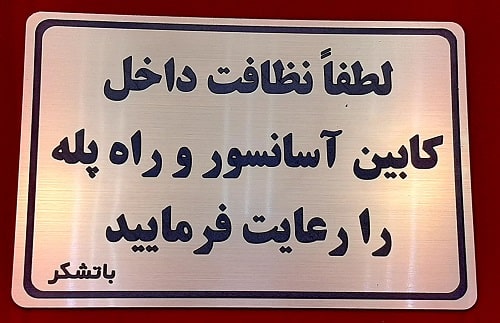 لطفاً نظافت داخل
کابین آسانسور و راه پله
را رعایت فرمایید
باتشکر